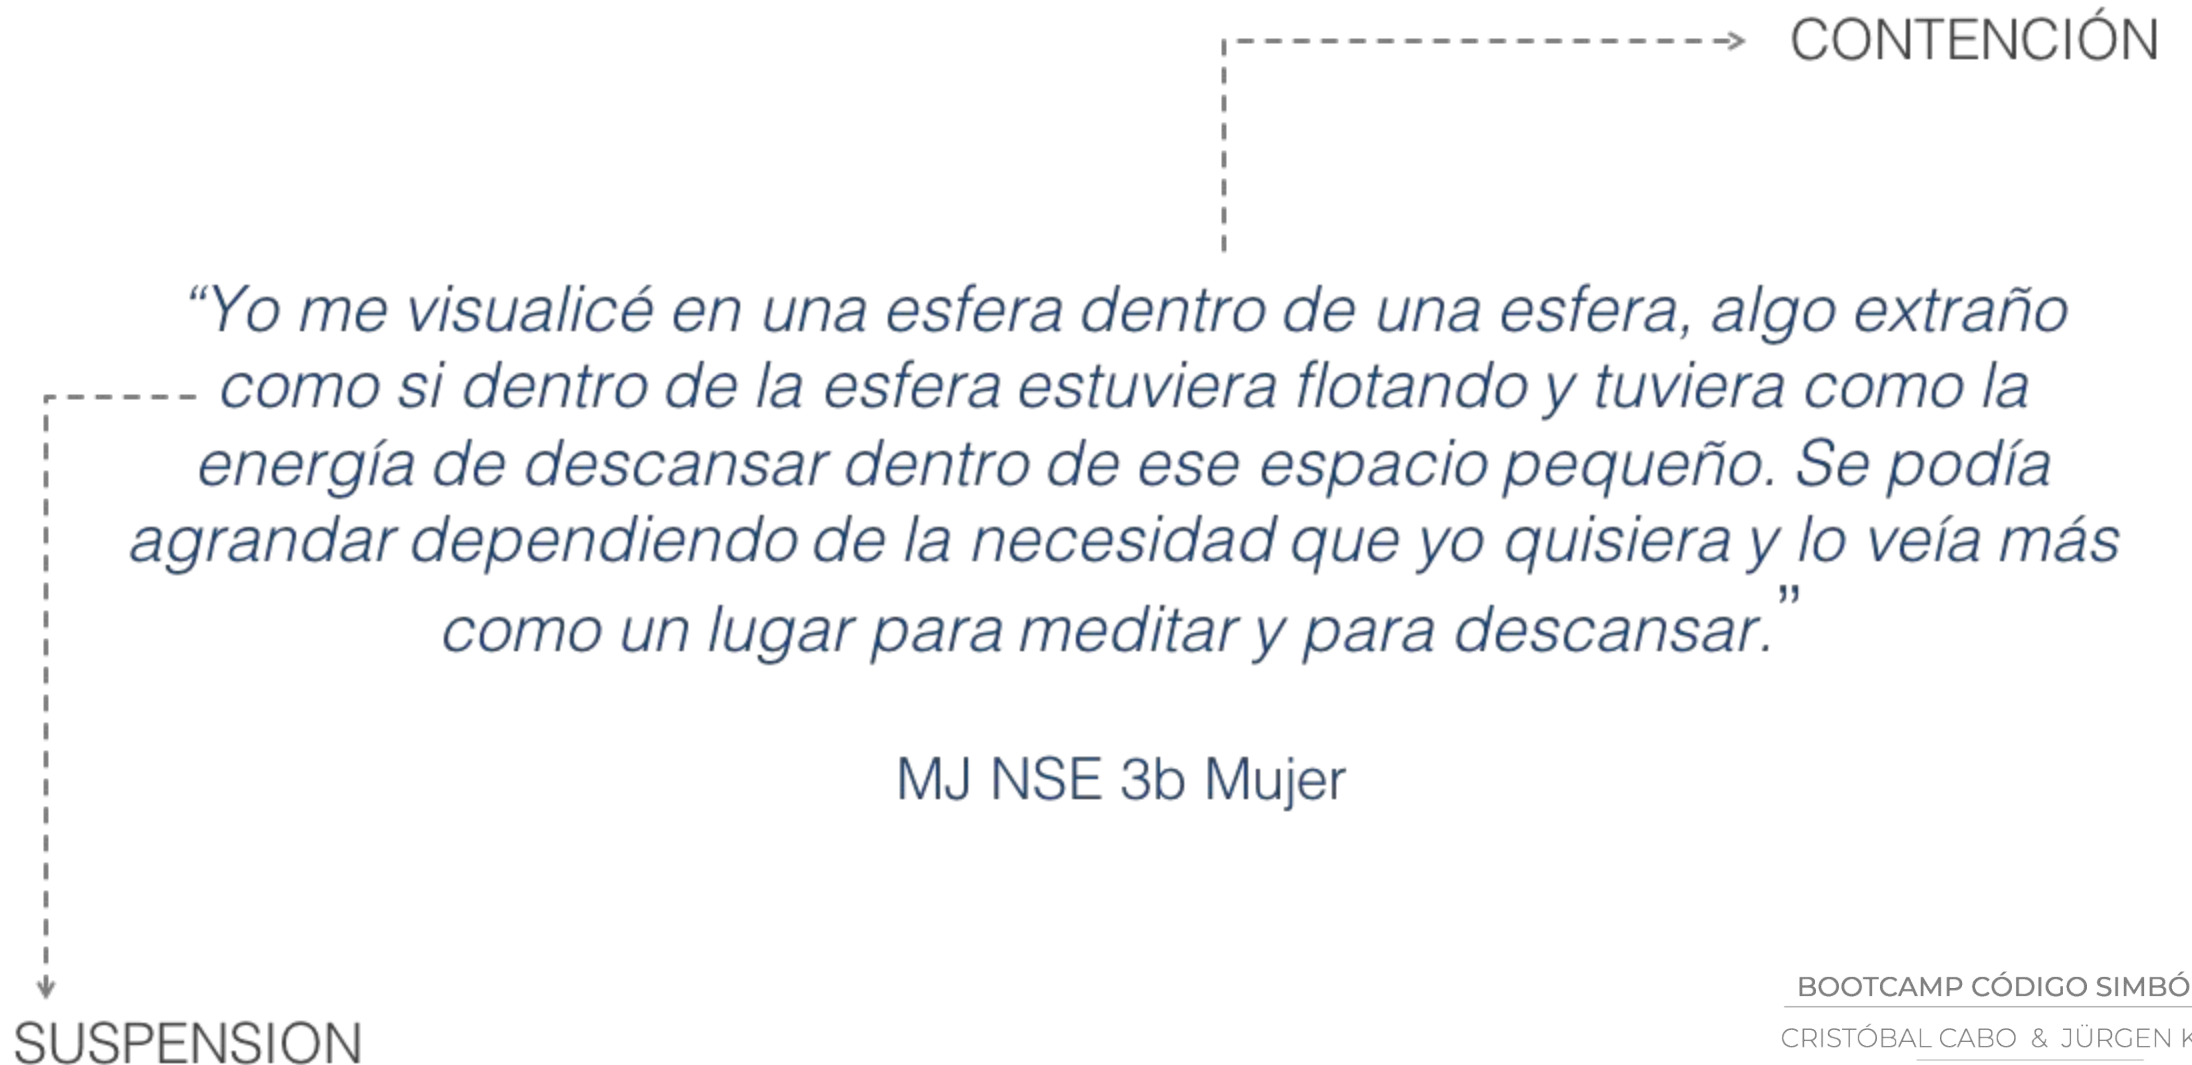 CONTENCIÓN
“Yo me visualicé en una esfera dentro de una esfera, algo extraño
como si dentro de la esfera estuviera flotando y tuviera como la
energía de descansar dentro de ese espacio pequeño. Se podía
agrandar dependiendo de la necesidad que yo quisiera y lo veía más
como un lugar para meditar y para descansar.”
MJ NSE 3b Mujer
SUSPENSION
BOOTCAMP CÓDIGO SIMBÓ
CRISTÓBAL CABO & JÜRGEN K